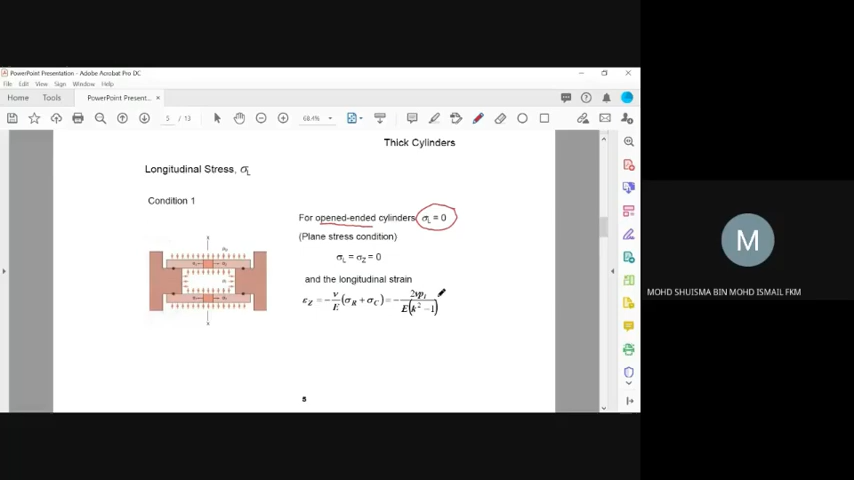 PowerPoint Presentation - Adobe Acrobat Pro DC
File Edit View Sign Window Help
Home Tools PowerPoint Present... ×
5 / 13 68.4%
Thick Cylinders
Longitudinal Stress, σL
Condition 1
For opened-ended cylinders σL = 0
(Plane stress condition)
σL = σZ = 0
and the longitudinal strain
εZ = −ν/E (σR + σC) = − 2νpi / E(k² −1)
5
M
MOHD SHUISMA BIN MOHD ISMAIL FKM